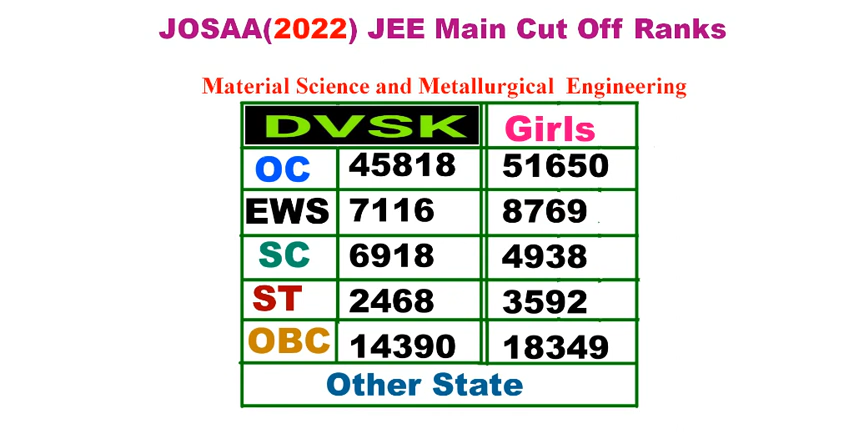 JOSAA(2022) JEE Main Cut Off Ranks
Material Science and Metallurgical Engineering
DVSK Girls
OC 45818 51650
EWS 7116 8769
SC 6918 4938
ST 2468 3592
OBC 14390 18349
Other State